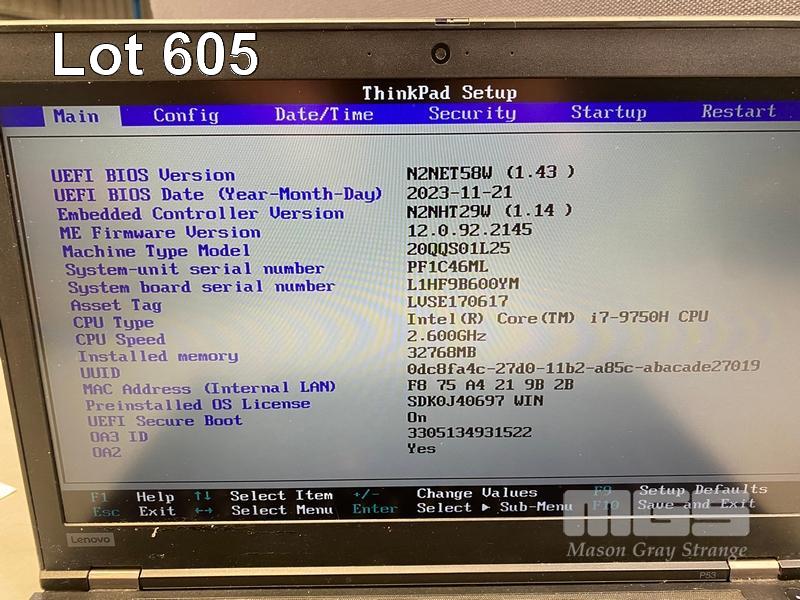 Lot 605
ThinkPad Setup
Main Config Date/Time Security Startup Restart
UEFI BIOS Version N2NET58W (1.43 )
UEFI BIOS Date (Year-Month-Day) 2023-11-21
Embedded Controller Version N2NHT29W (1.14 )
ME Firmware Version 12.0.92.2145
Machine Type Model 20QQS01L25
System-unit serial number PF1C46ML
System board serial number L1HF9B600YM
Asset Tag LVSE170617
CPU Type Intel(R) Core(TM) i7-9750H CPU
CPU Speed 2.600GHz
Installed memory 32768MB
UUID 0dc8fa4c-27d0-11b2-a85c-abacade27019
MAC Address (Internal LAN) F8 75 A4 21 9B 2B
Preinstalled OS License SDK0J40697 WIN
UEFI Secure Boot On
OA3 ID 3305134931522
OA2 Yes
F1 Help ↑↓ Select Item +/- Change Values F9 Setup Defaults
Esc Exit ↔ Select Menu Enter Select ▶ Sub-Menu F10 Save and Exit
MGS
Mason Gray Strange
Lenovo
P53